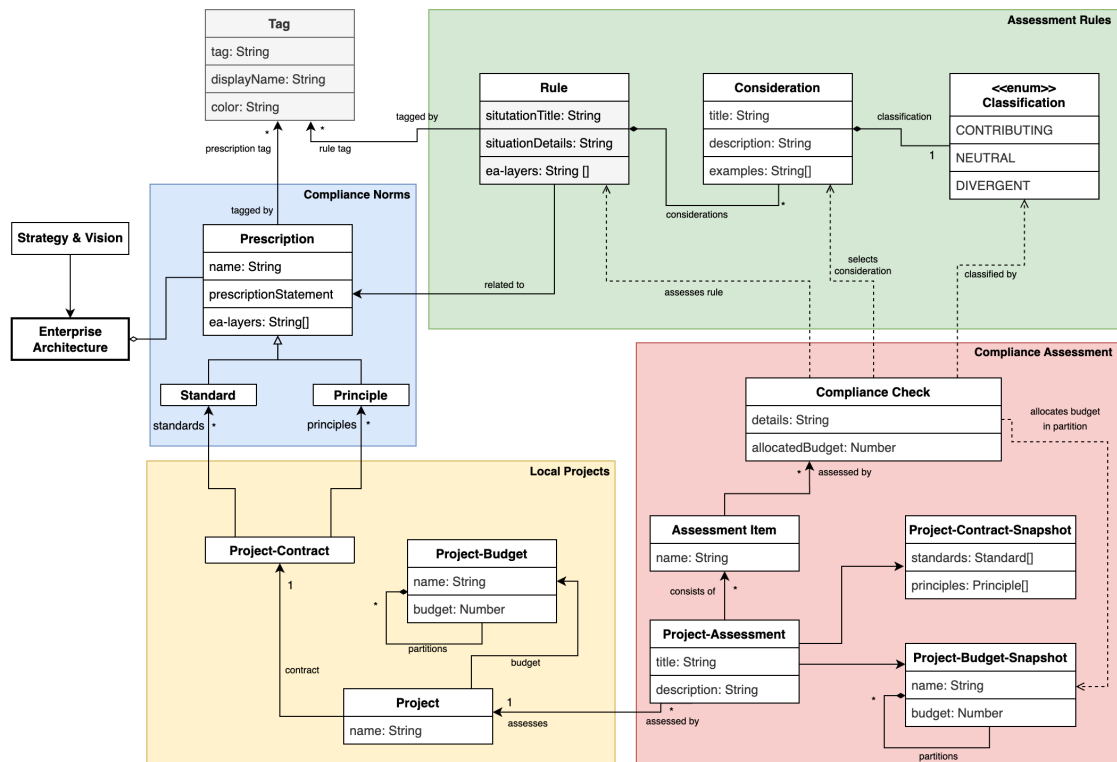 Tag
tag: String
displayName: String
color: String
*
*
prescription tag
rule tag
tagged by
Assessment Rules
Rule
situtationTitle: String
situationDetails: String
ea-layers: String []
Consideration
title: String
description: String
examples: String[]
classification
1
<<enum>>
Classification
CONTRIBUTING
NEUTRAL
DIVERGENT
considerations
*
related to
assesses rule
selects
consideration
classified by
Compliance Norms
tagged by
Prescription
name: String
prescriptionStatement
ea-layers: String[]
Strategy & Vision
Enterprise
Architecture
Standard
Principle
standards
*
principles
*
Local Projects
Project-Contract
1
contract
Project-Budget
name: String
budget: Number
*
partitions
budget
Project
name: String
1
assesses
*
assessed by
Compliance Assessment
Compliance Check
details: String
allocatedBudget: Number
allocates budget
in partition
*
assessed by
Assessment Item
name: String
consists of
*
Project-Assessment
title: String
description: String
Project-Contract-Snapshot
standards: Standard[]
principles: Principle[]
Project-Budget-Snapshot
name: String
budget: Number
*
partitions